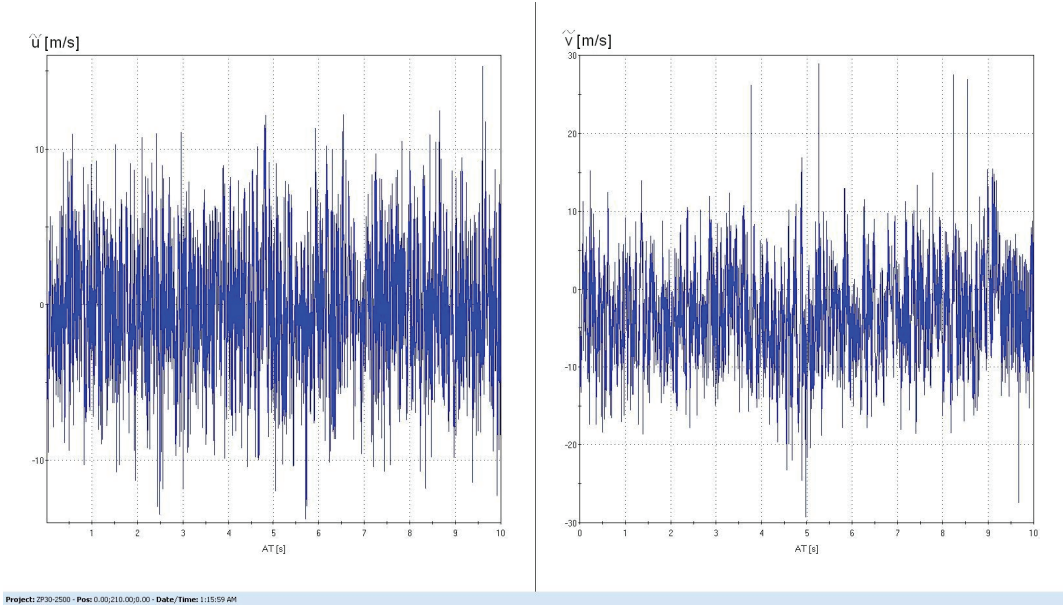 ũ [m/s]
10
0
-10
1 2 3 4 5 6 7 8 9 10
AT [s]
ṽ [m/s]
30
20
10
0
-10
-20
-30
0 1 2 3 4 5 6 7 8 9 10
AT [s]
Project: ZP30-2500 - Pos: 0.00;210.00;0.00 - Date/Time: 1:15:59 AM